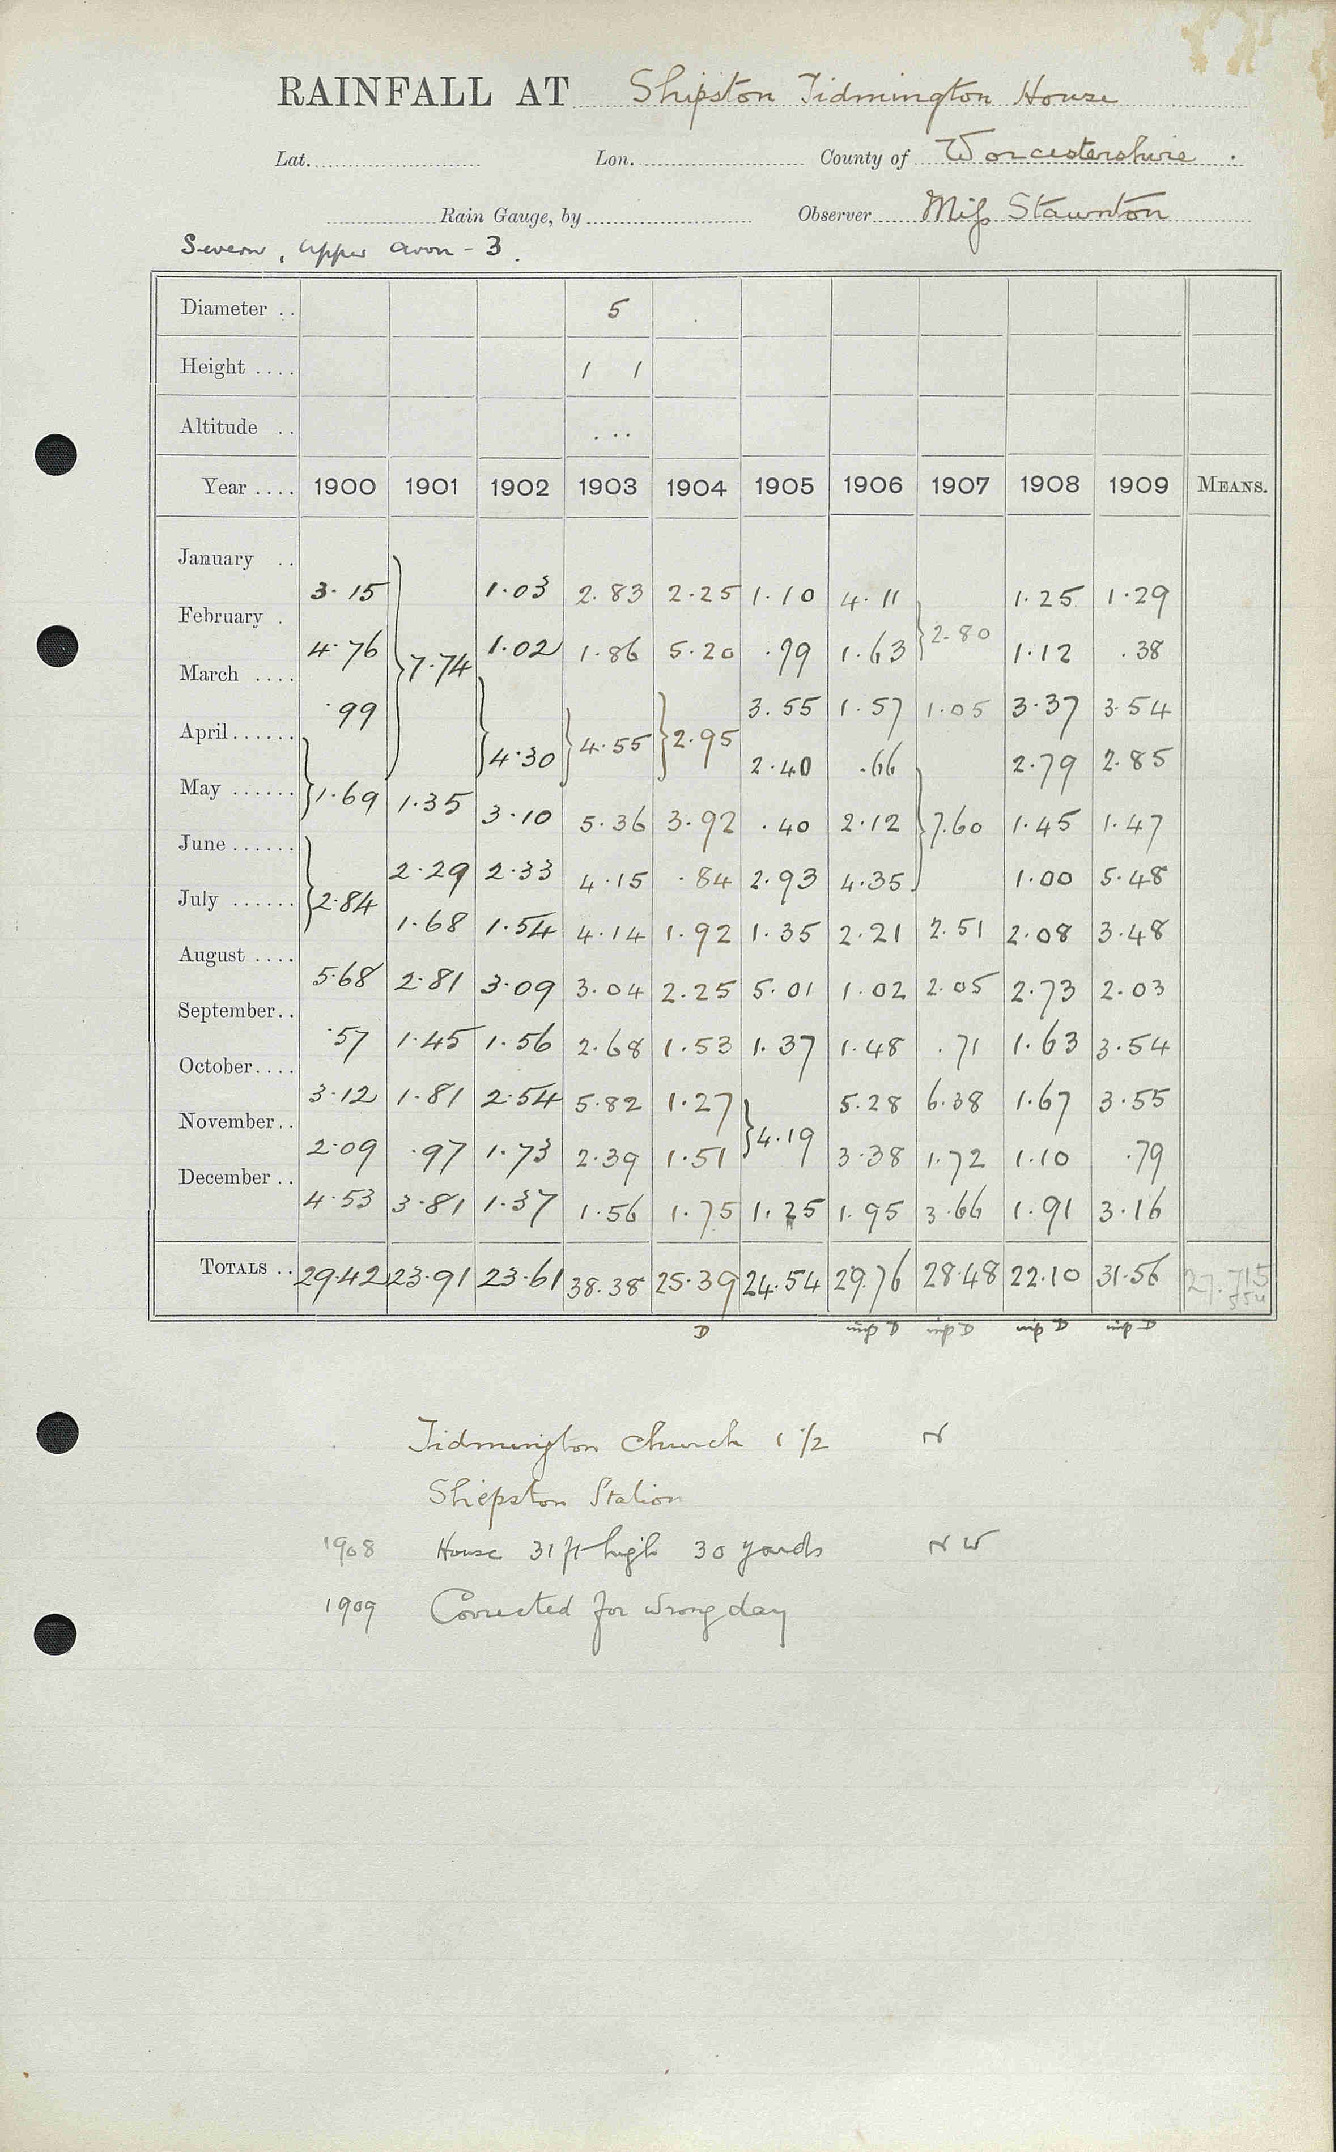 RAINFALL AT Shipston Tidmington House
Lat. Lon. County of Worcestershire.
Rain Gauge, by Observer Miss Staunton
Severn, Upper Avon - 3.
Diameter .. 5
Height .... 1 1
Altitude .. ...
Year .... 1900 1901 1902 1903 1904 1905 1906 1907 1908 1909 MEANS.
January .. 3.15 1.03 2.83 2.25 1.10 4.11 1.25 1.29
February . 4.76 1.02 1.86 5.20 .99 1.63 } 2.80 1.12 .38
March .... .99 } 7.74 3.55 1.57 1.05 3.37 3.54
April ...... } 4.30 } 4.55 } 2.95 2.40 .66 2.79 2.85
May ...... } 1.69 1.35 3.10 5.36 3.92 .40 2.12 } 7.60 1.45 1.47
June ...... 2.29 2.33 4.15 .84 2.93 4.35 1.00 5.48
July ...... } 2.84 1.68 1.54 4.14 1.92 1.35 2.21 2.51 2.08 3.48
August .... 5.68 2.81 3.09 3.04 2.25 5.01 1.02 2.05 2.73 2.03
September.. .57 1.45 1.56 2.68 1.53 1.37 1.48 .71 1.63 3.54
October.... 3.12 1.81 2.54 5.82 1.27 5.28 6.38 1.67 3.55
November.. 2.09 .97 1.73 2.39 1.51 } 4.19 3.38 1.72 1.10 .79
December .. 4.53 3.81 1.37 1.56 1.75 1.25 1.95 3.66 1.91 3.16
TOTALS .. 29.42 23.91 23.61 38.38 25.39 24.54 29.76 28.48 22.10 31.56 27.715
D imp D imp D imp D imp D
Tidmington Church 1 1/2 N
Shipston Station
1908 House 31 ft high 30 yards NW
1909 Corrected for wrong day